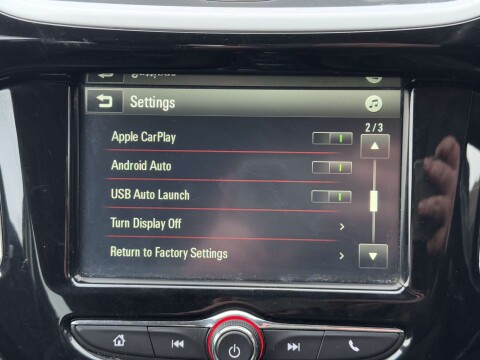 Settings
2/3
Apple CarPlay
Android Auto
USB Auto Launch
Turn Display Off
Return to Factory Settings